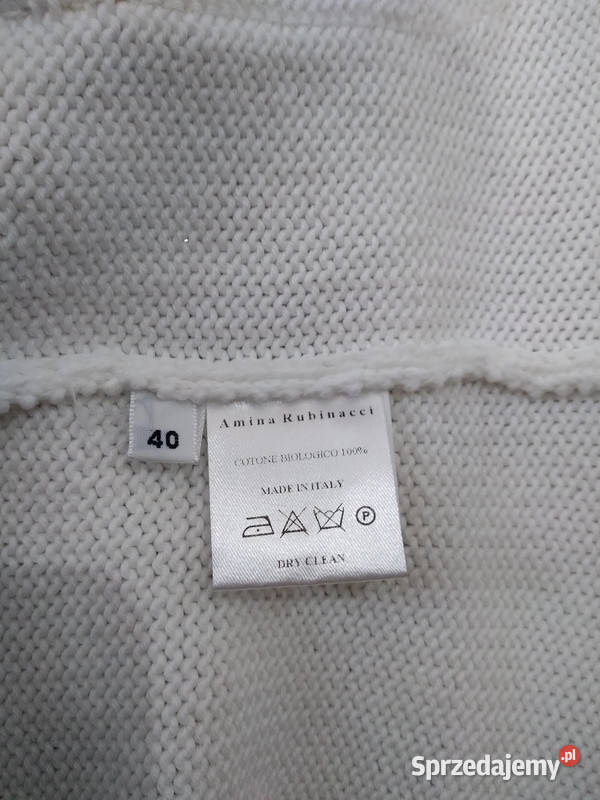 40
Amina Rubinacci
COTONE BIOLOGICO 100%
MADE IN ITALY
P
DRY CLEAN
Sprzedajemy.pl